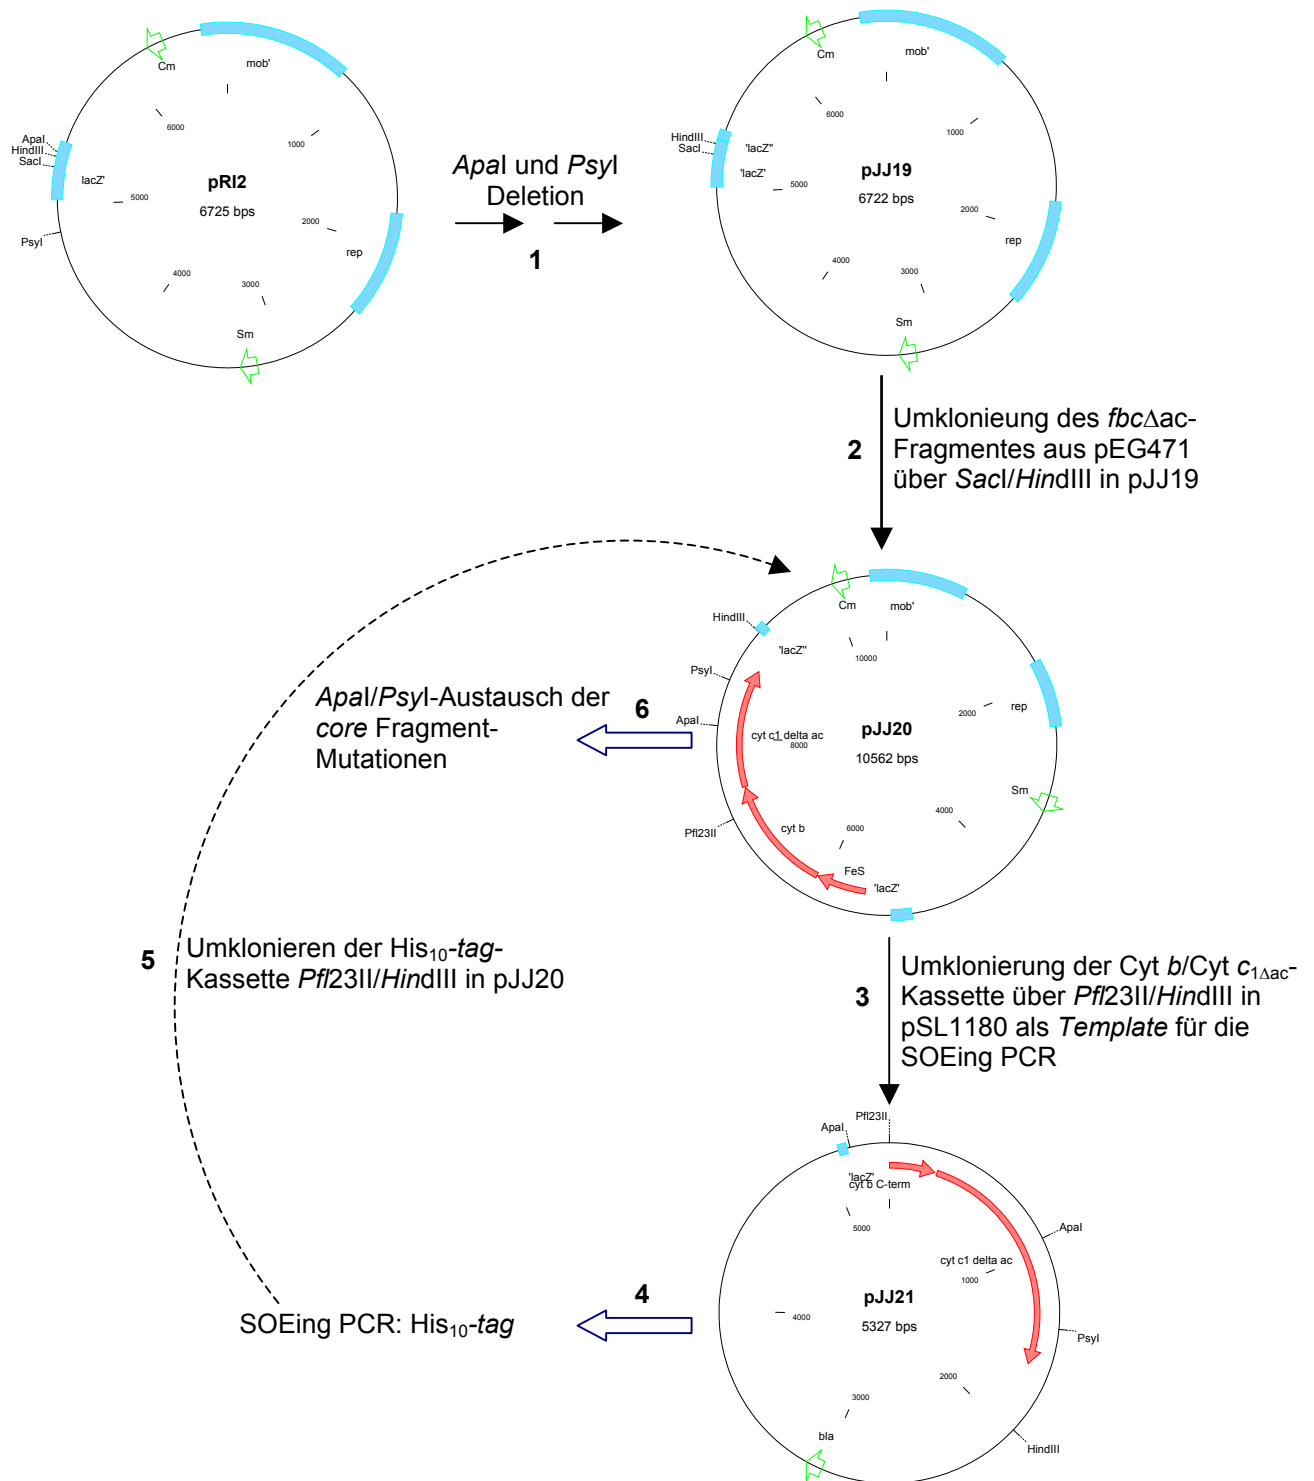 Cm
mob'
ApaI
HindIII
SacI
lacZ'
PsyI
pRI2
6725 bps
1000
2000
3000
4000
5000
6000
rep
Sm
ApaI und PsyI
Deletion
1
Cm
mob'
HindIII
SacI
'lacZ''
'lacZ'
pJJ19
6722 bps
1000
2000
3000
4000
5000
6000
rep
Sm
2
Umklonieung des fbcΔac-
Fragmentes aus pEG471
über SacI/HindIII in pJJ19
Cm
mob'
HindIII
'lacZ''
PsyI
ApaI
cyt c1 delta ac
Pfl23II
cyt b
FeS
'lacZ'
pJJ20
10562 bps
2000
4000
6000
8000
10000
rep
Sm
ApaI/PsyI-Austausch der
core Fragment-
Mutationen
6
5
Umklonieren der His10-tag-
Kassette Pfl23II/HindIII in pJJ20
3
Umklonierung der Cyt b/Cyt c1Δac-
Kassette über Pfl23II/HindIII in
pSL1180 als Template für die
SOEing PCR
Pfl23II
ApaI
'lacZ'
cyt b C-term
ApaI
cyt c1 delta ac
PsyI
HindIII
pJJ21
5327 bps
1000
2000
3000
4000
5000
bla
4
SOEing PCR: His10-tag